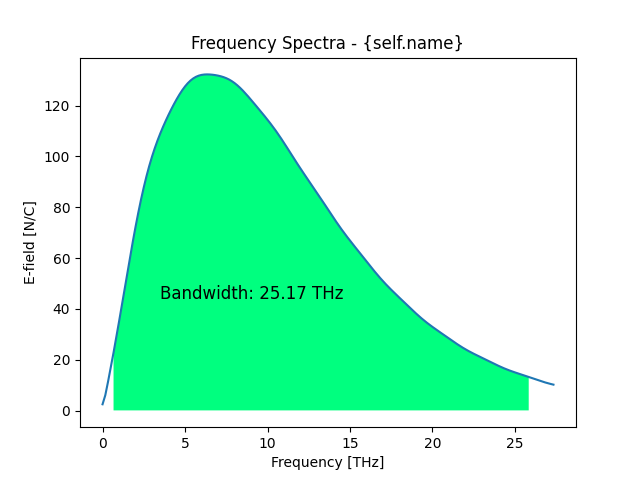 Frequency Spectra - {self.name}
E-field [N/C]
120
100
80
60
40
20
0
Bandwidth: 25.17 THz
0 5 10 15 20 25
Frequency [THz]